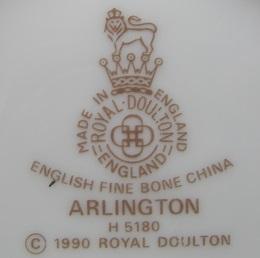 MADE IN ENGLAND
ROYAL · DOULTON
ENGLAND
ENGLISH FINE BONE CHINA
ARLINGTON
H 5180
© 1990 ROYAL DOULTON